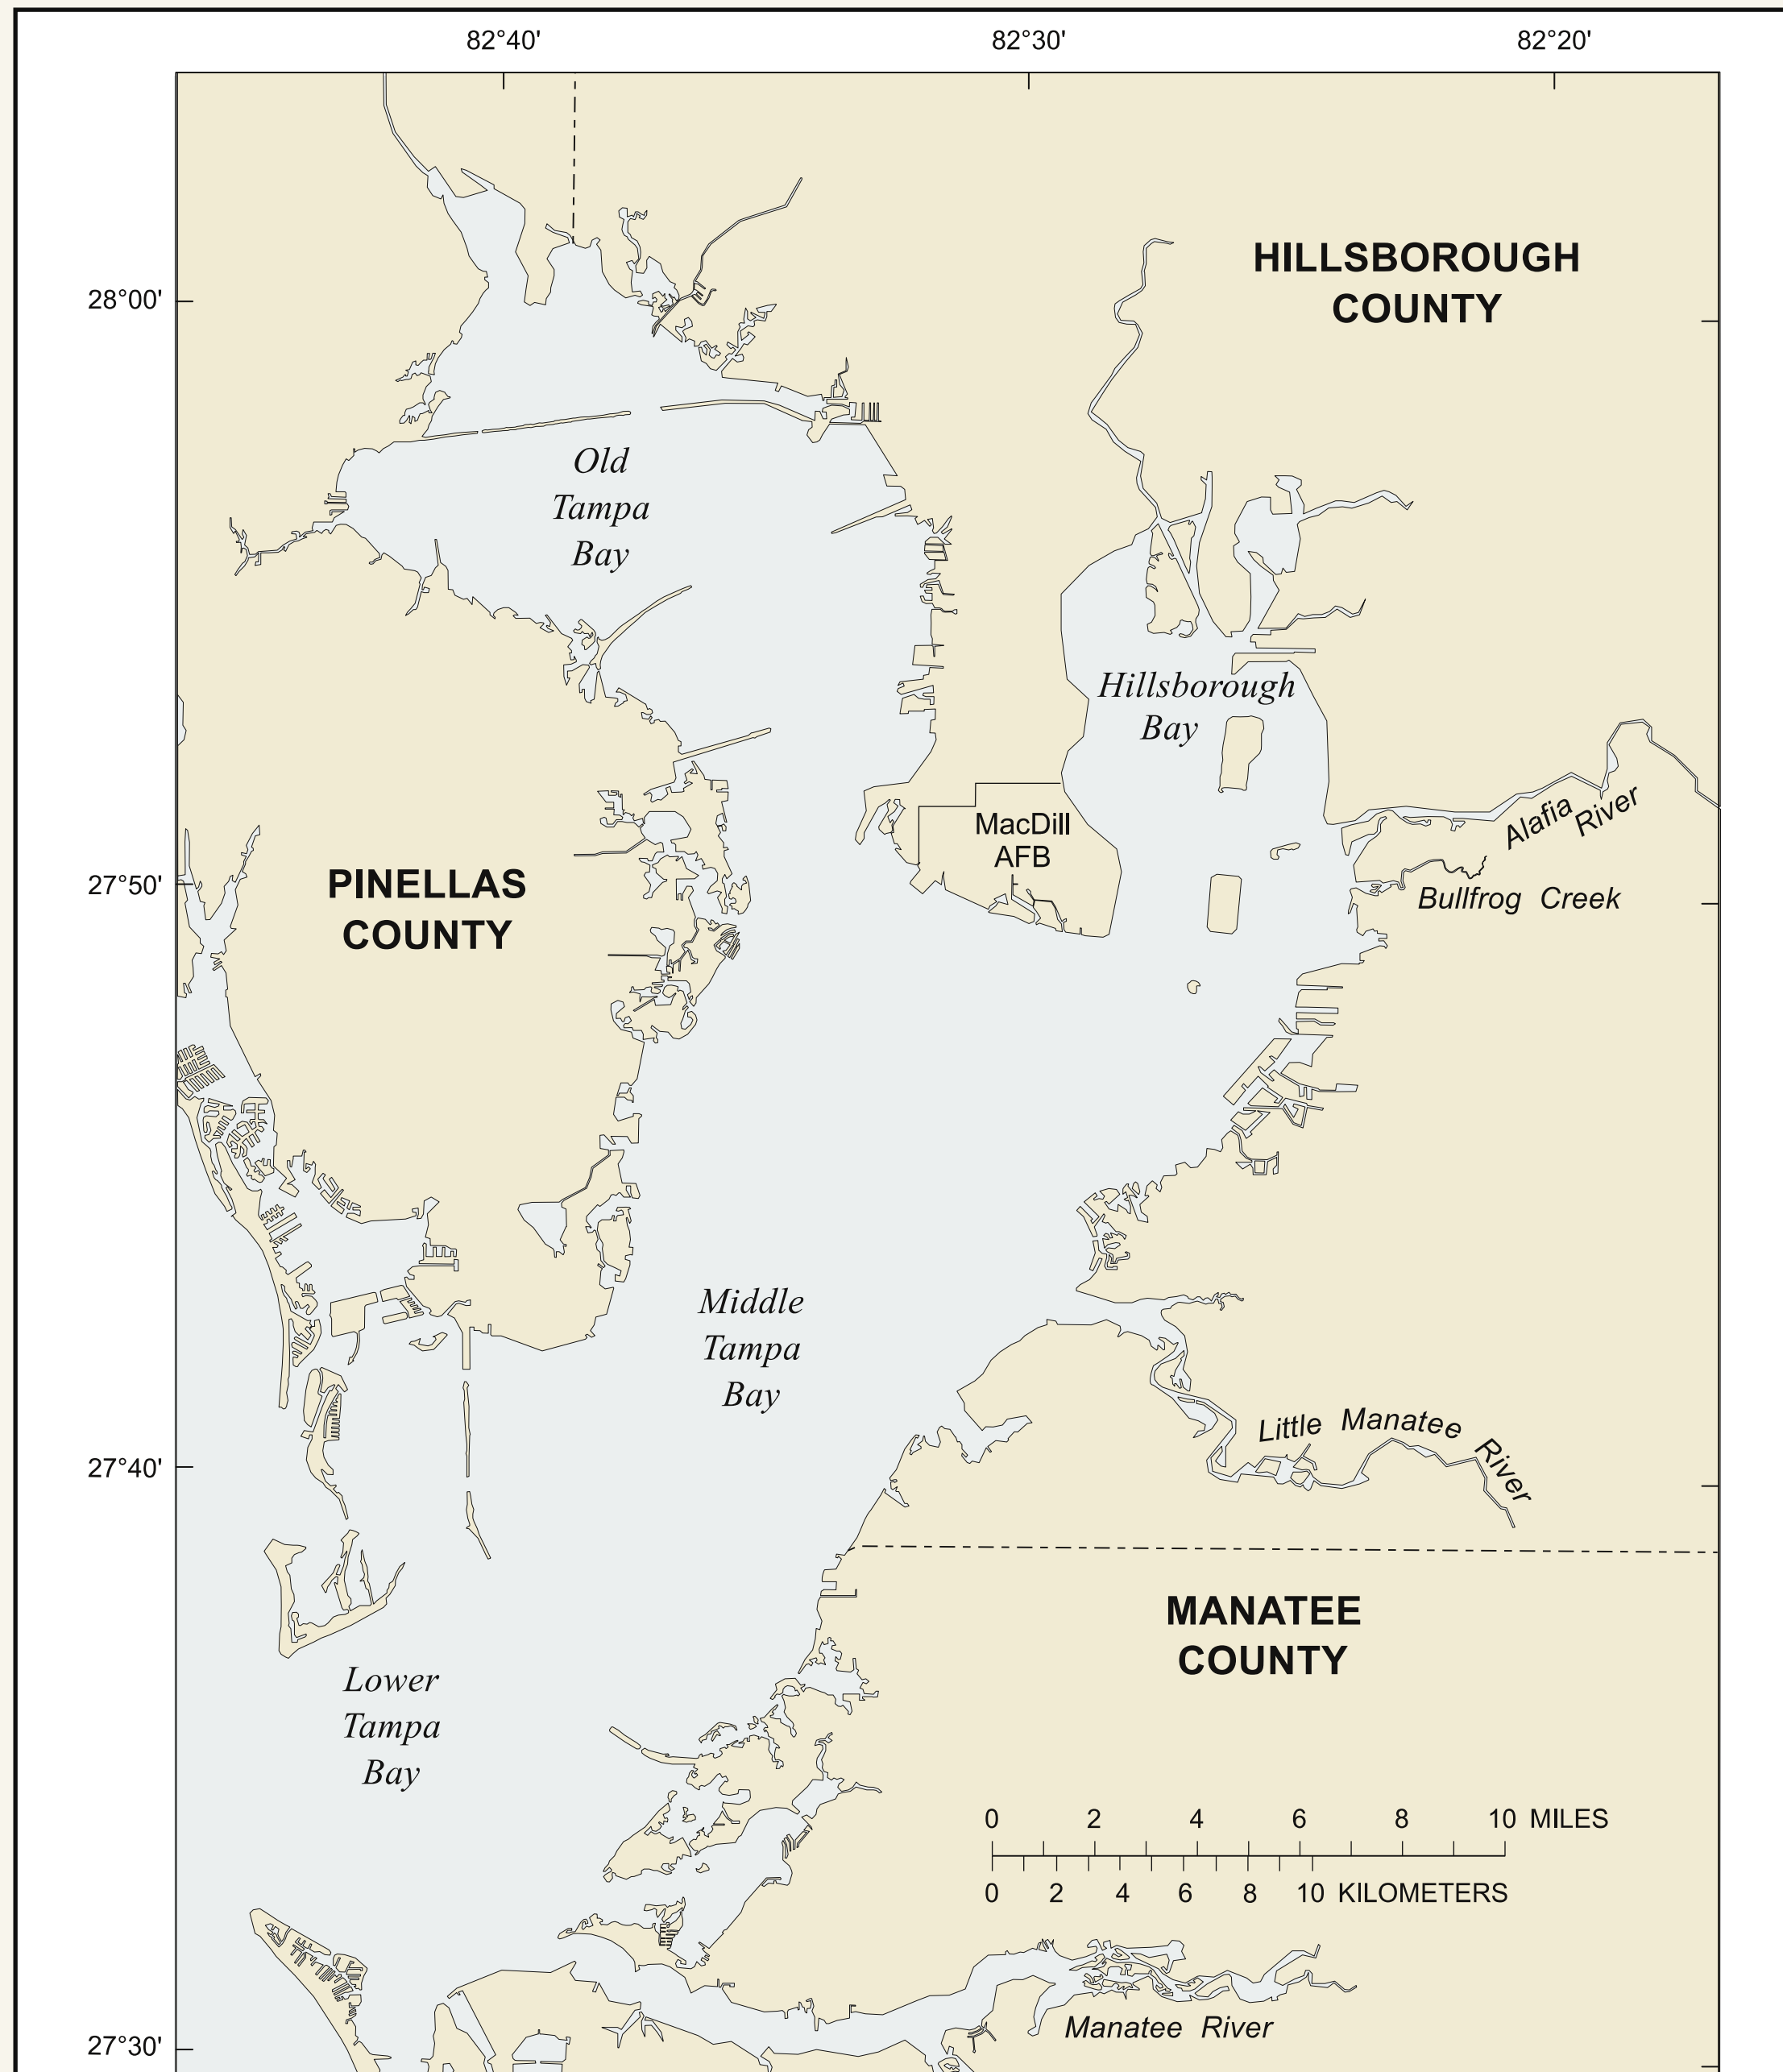 82°40' 82°30' 82°20'
HILLSBOROUGH
COUNTY
28°00'
Old
Tampa
Bay
Hillsborough
Bay
MacDill
AFB
Alafia River
27°50'
PINELLAS
COUNTY
Bullfrog Creek
Middle
Tampa
Bay
Little Manatee River
27°40'
MANATEE
COUNTY
Lower
Tampa
Bay
0 2 4 6 8 10 MILES
0 2 4 6 8 10 KILOMETERS
Manatee River
27°30'